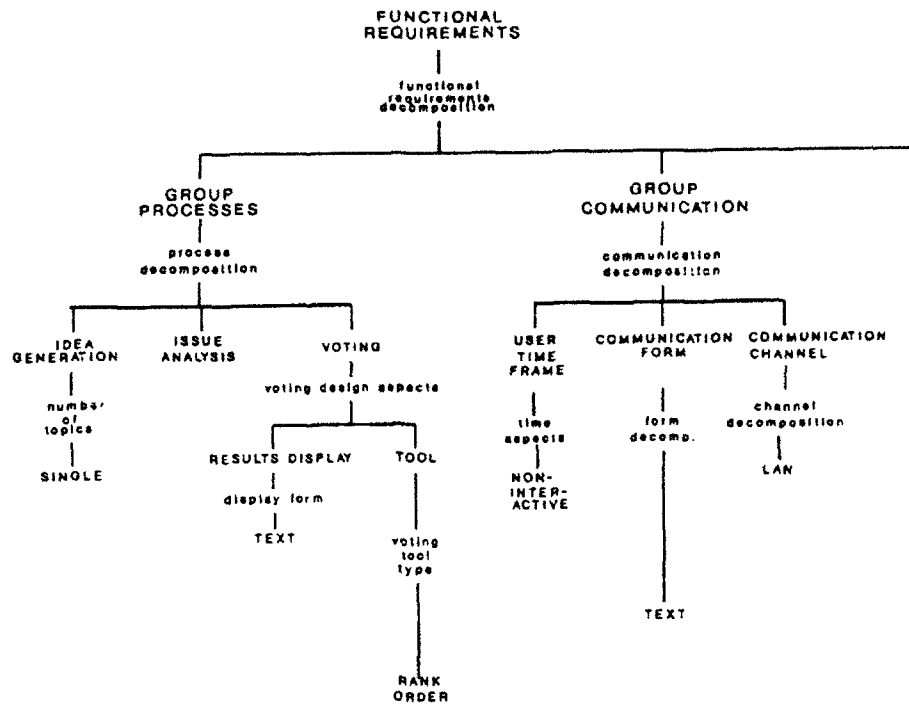 FUNCTIONAL
REQUIREMENTS
functional
requirements
decomposition
GROUP
PROCESSES
GROUP
COMMUNICATION
process
decomposition
communication
decomposition
IDEA
GENERATION
ISSUE
ANALYSIS
VOTING
USER
TIME
FRAME
COMMUNICATION
FORM
COMMUNICATION
CHANNEL
number
of
topics
voting design aspects
time
aspects
form
decomp.
channel
decomposition
SINGLE
RESULTS DISPLAY
TOOL
NON-
INTER-
ACTIVE
LAN
display form
TEXT
voting
tool
type
TEXT
RANK
ORDER